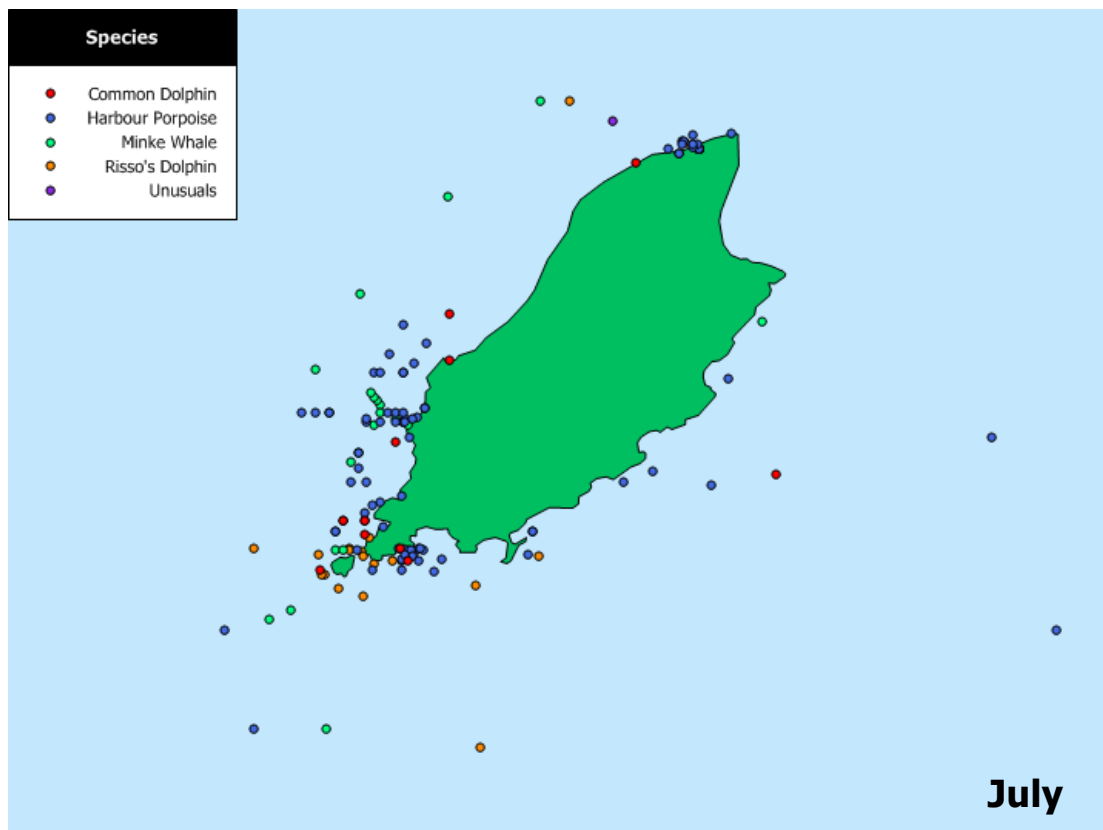 Species
Common Dolphin
Harbour Porpoise
Minke Whale
Risso's Dolphin
Unusuals
July